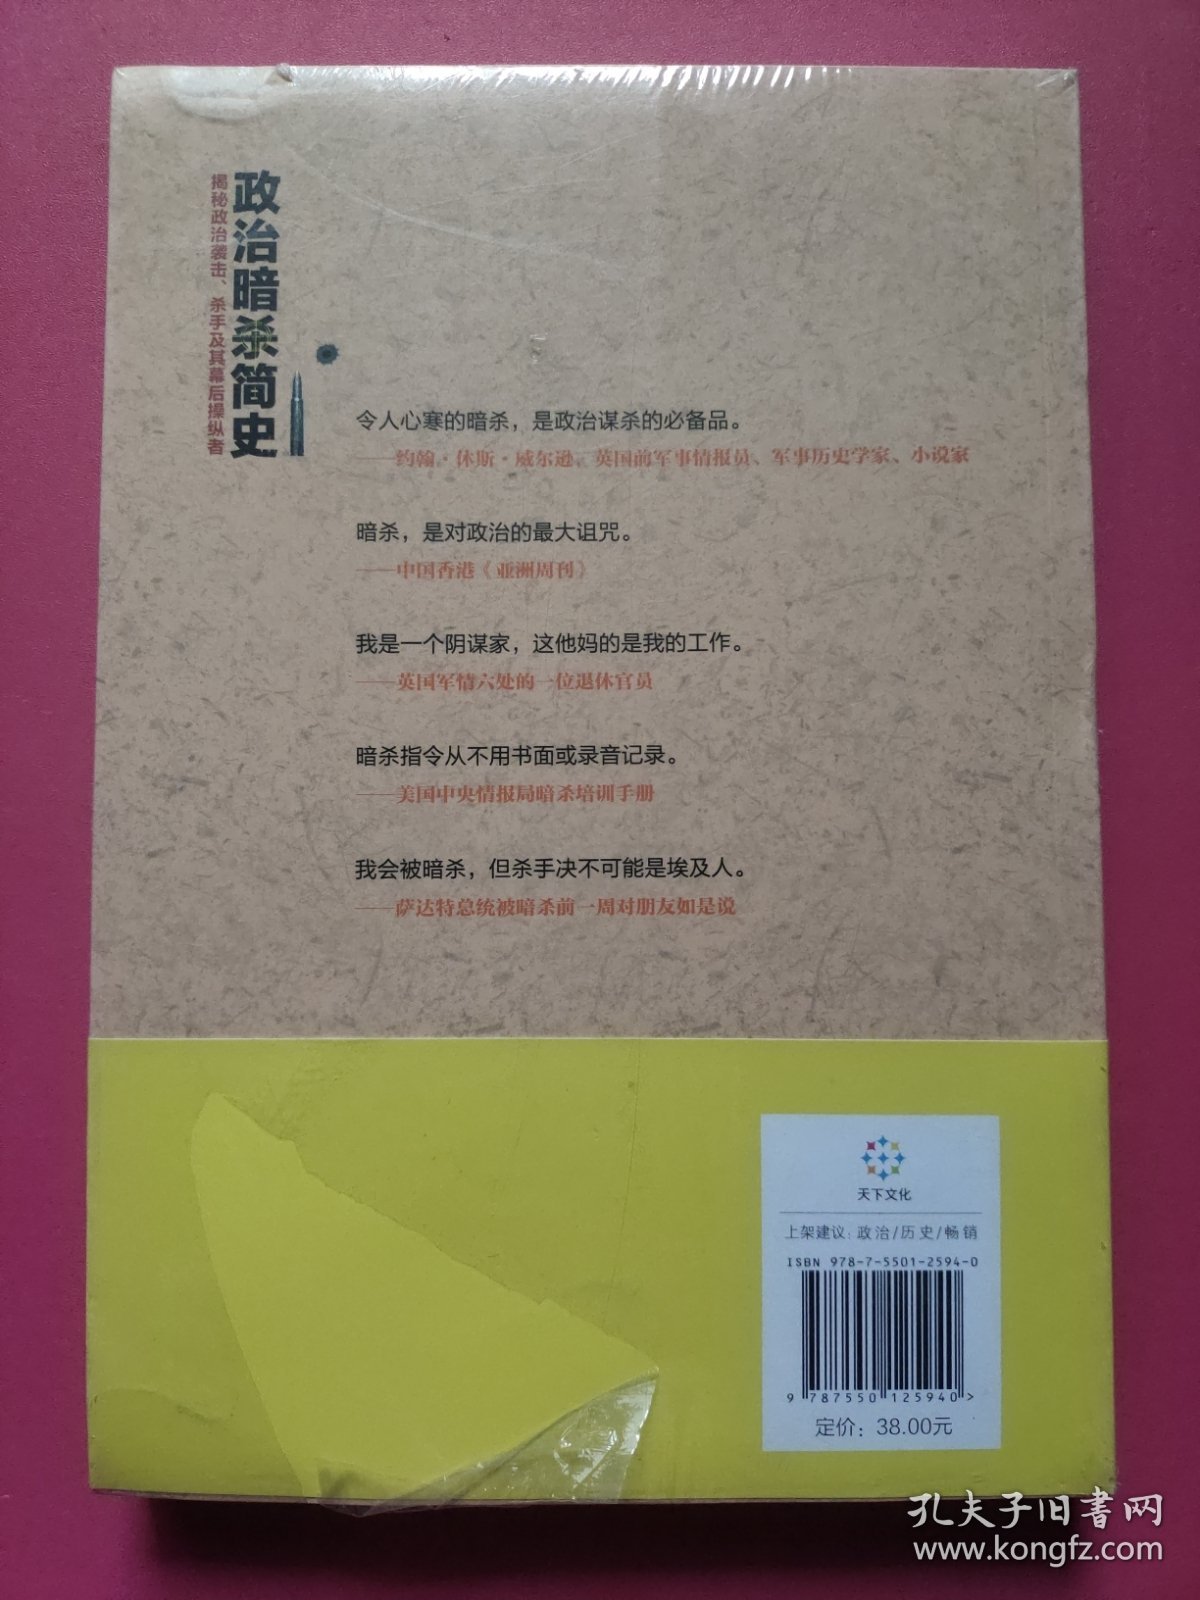 政治暗杀简史
揭秘政治袭击、杀手及其幕后操纵者
令人心寒的暗杀，是政治谋杀的必备品。
——约翰·休斯·威尔逊，英国前军事情报员、军事历史学家、小说家
暗杀，是对政治的最大诅咒。
——中国香港《亚洲周刊》
我是一个阴谋家，这他妈的是我的工作。
——英国军情六处的一位退休官员
暗杀指令从不用书面或录音记录。
——美国中央情报局暗杀培训手册
我会被暗杀，但杀手决不可能是埃及人。
——萨达特总统被暗杀前一周对朋友如是说
天下文化
上架建议：政治/历史/畅销
ISBN 978-7-5501-2594-0
9 787550 125940 >
定价：38.00元
孔夫子旧书网
www.kongfz.com